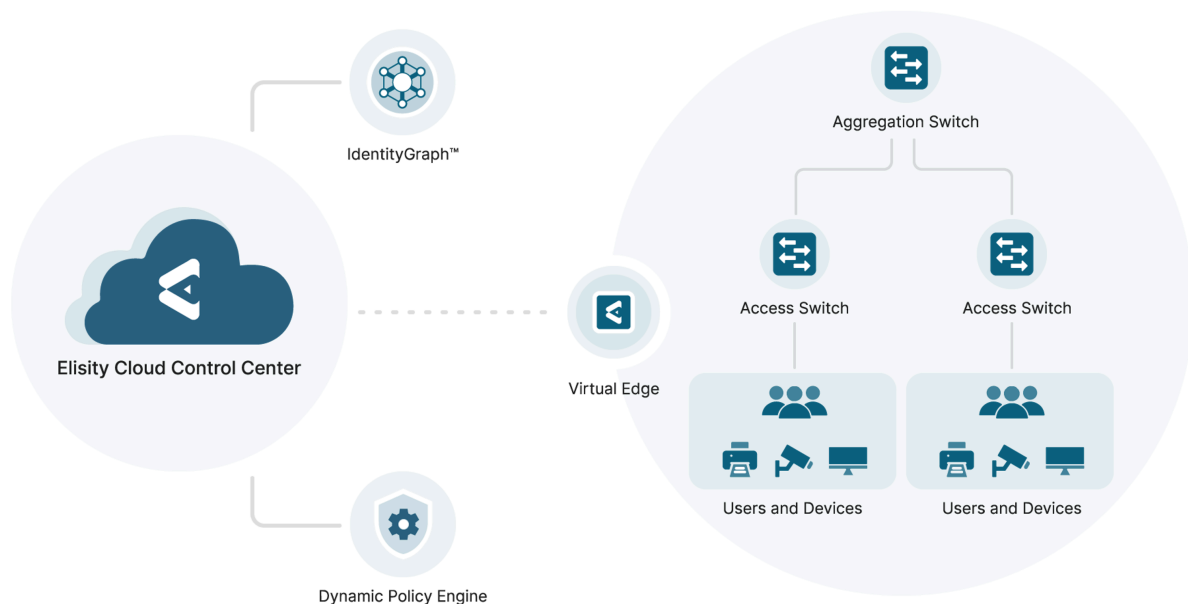 IdentityGraph™
Elisity Cloud Control Center
Dynamic Policy Engine
Virtual Edge
Aggregation Switch
Access Switch
Access Switch
Users and Devices
Users and Devices